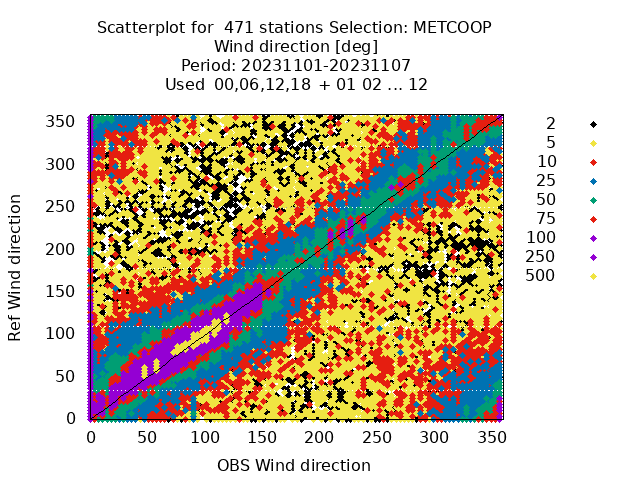 Scatterplot for  471 stations Selection: METCOOP
Wind direction [deg]
Period: 20231101-20231107
Used  00,06,12,18 + 01 02 ... 12
Ref Wind direction
350
300
250
200
150
100
50
0
0 50 100 150 200 250 300 350
OBS Wind direction
2
5
10
25
50
75
100
250
500